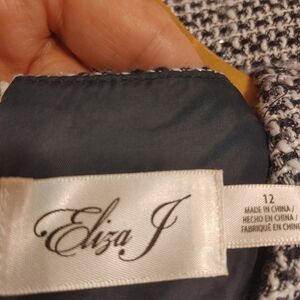 Eliza J
12
MADE IN CHINA /
HECHO EN CHINA /
FABRIQUÉ EN CHINE